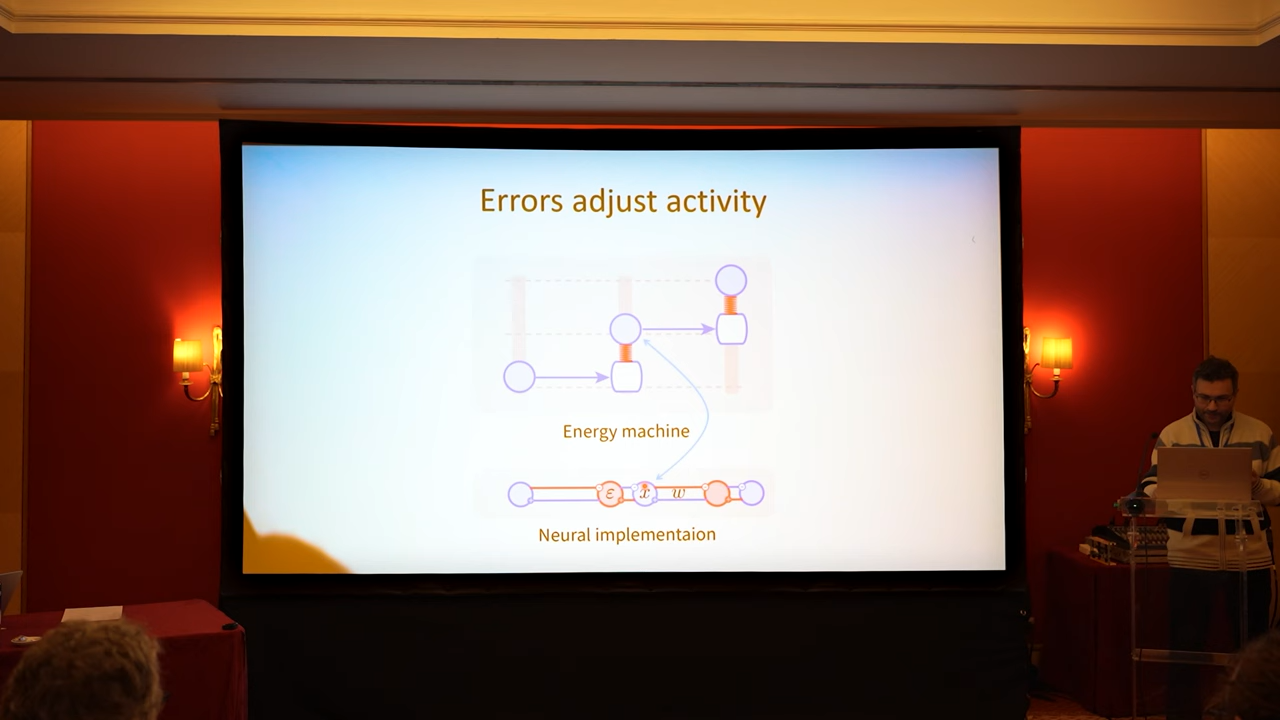 Errors adjust activity
Energy machine
ε x w
Neural implementaion